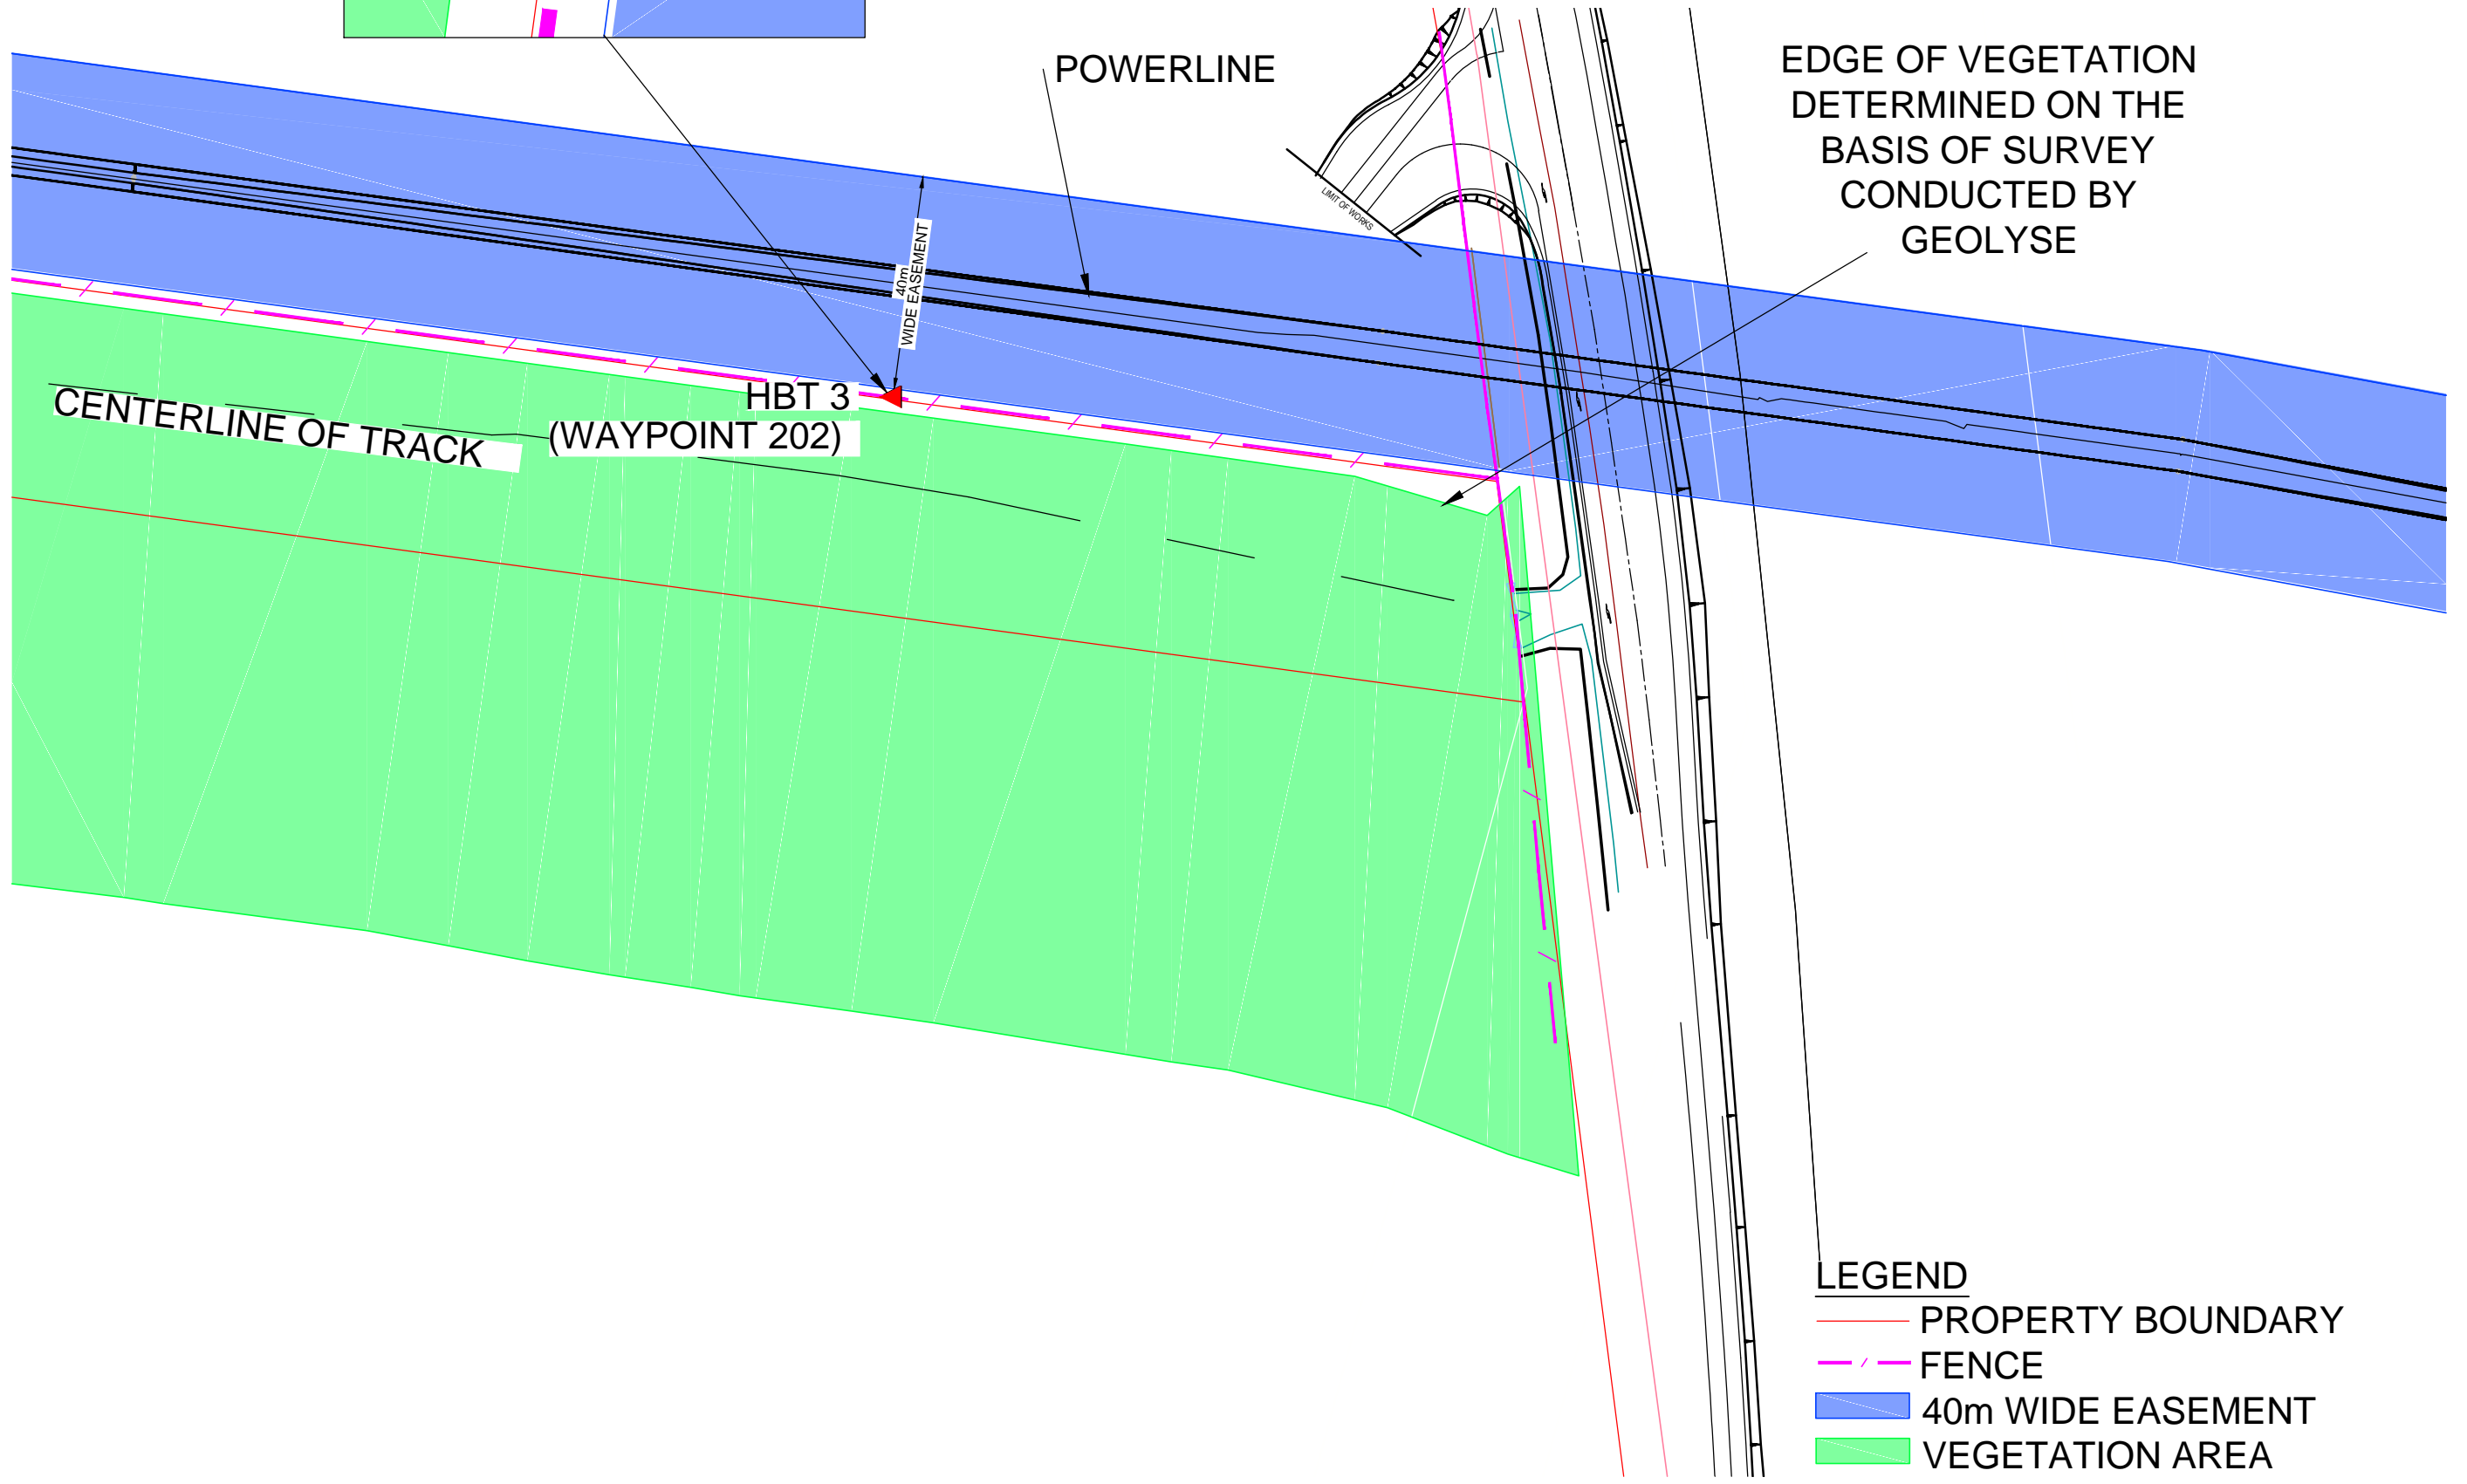 POWERLINE
EDGE OF VEGETATION
DETERMINED ON THE
BASIS OF SURVEY
CONDUCTED BY
GEOLYSE
LIMIT OF WORKS
40m
WIDE EASEMENT
HBT 3
(WAYPOINT 202)
CENTERLINE OF TRACK
LEGEND
PROPERTY BOUNDARY
FENCE
40m WIDE EASEMENT
VEGETATION AREA